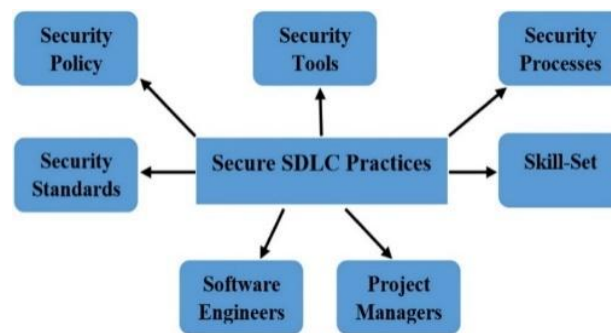 Security
Policy
Security
Tools
Security
Processes
Security
Standards
Secure SDLC Practices
Skill-Set
Software
Engineers
Project
Managers